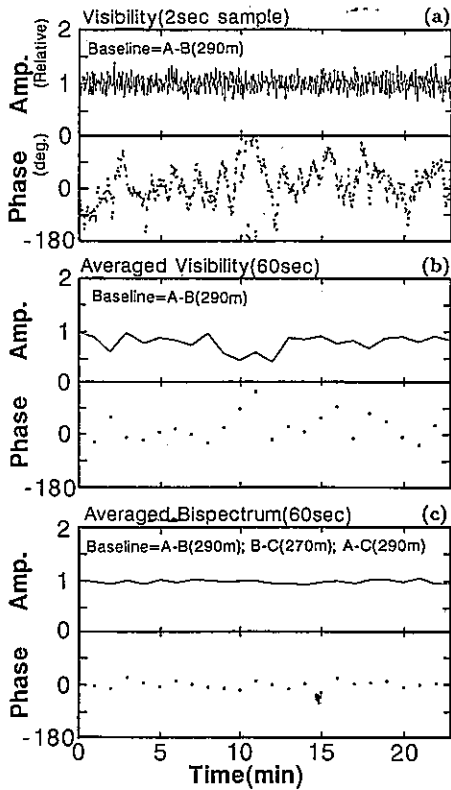 Visibility(2sec sample) (a)
2
Baseline=A-B(290m)
Amp.
(Relative)
1
0
Phase
(deg.)
0
-180
Averaged Visibility(60sec) (b)
2
Baseline=A-B(290m)
Amp.
1
0
Phase
0
-180
Averaged Bispectrum(60sec) (c)
2
Baseline=A-B(290m); B-C(270m); A-C(290m)
Amp.
1
0
Phase
0
-180
0 5 10 15 20
Time(min)